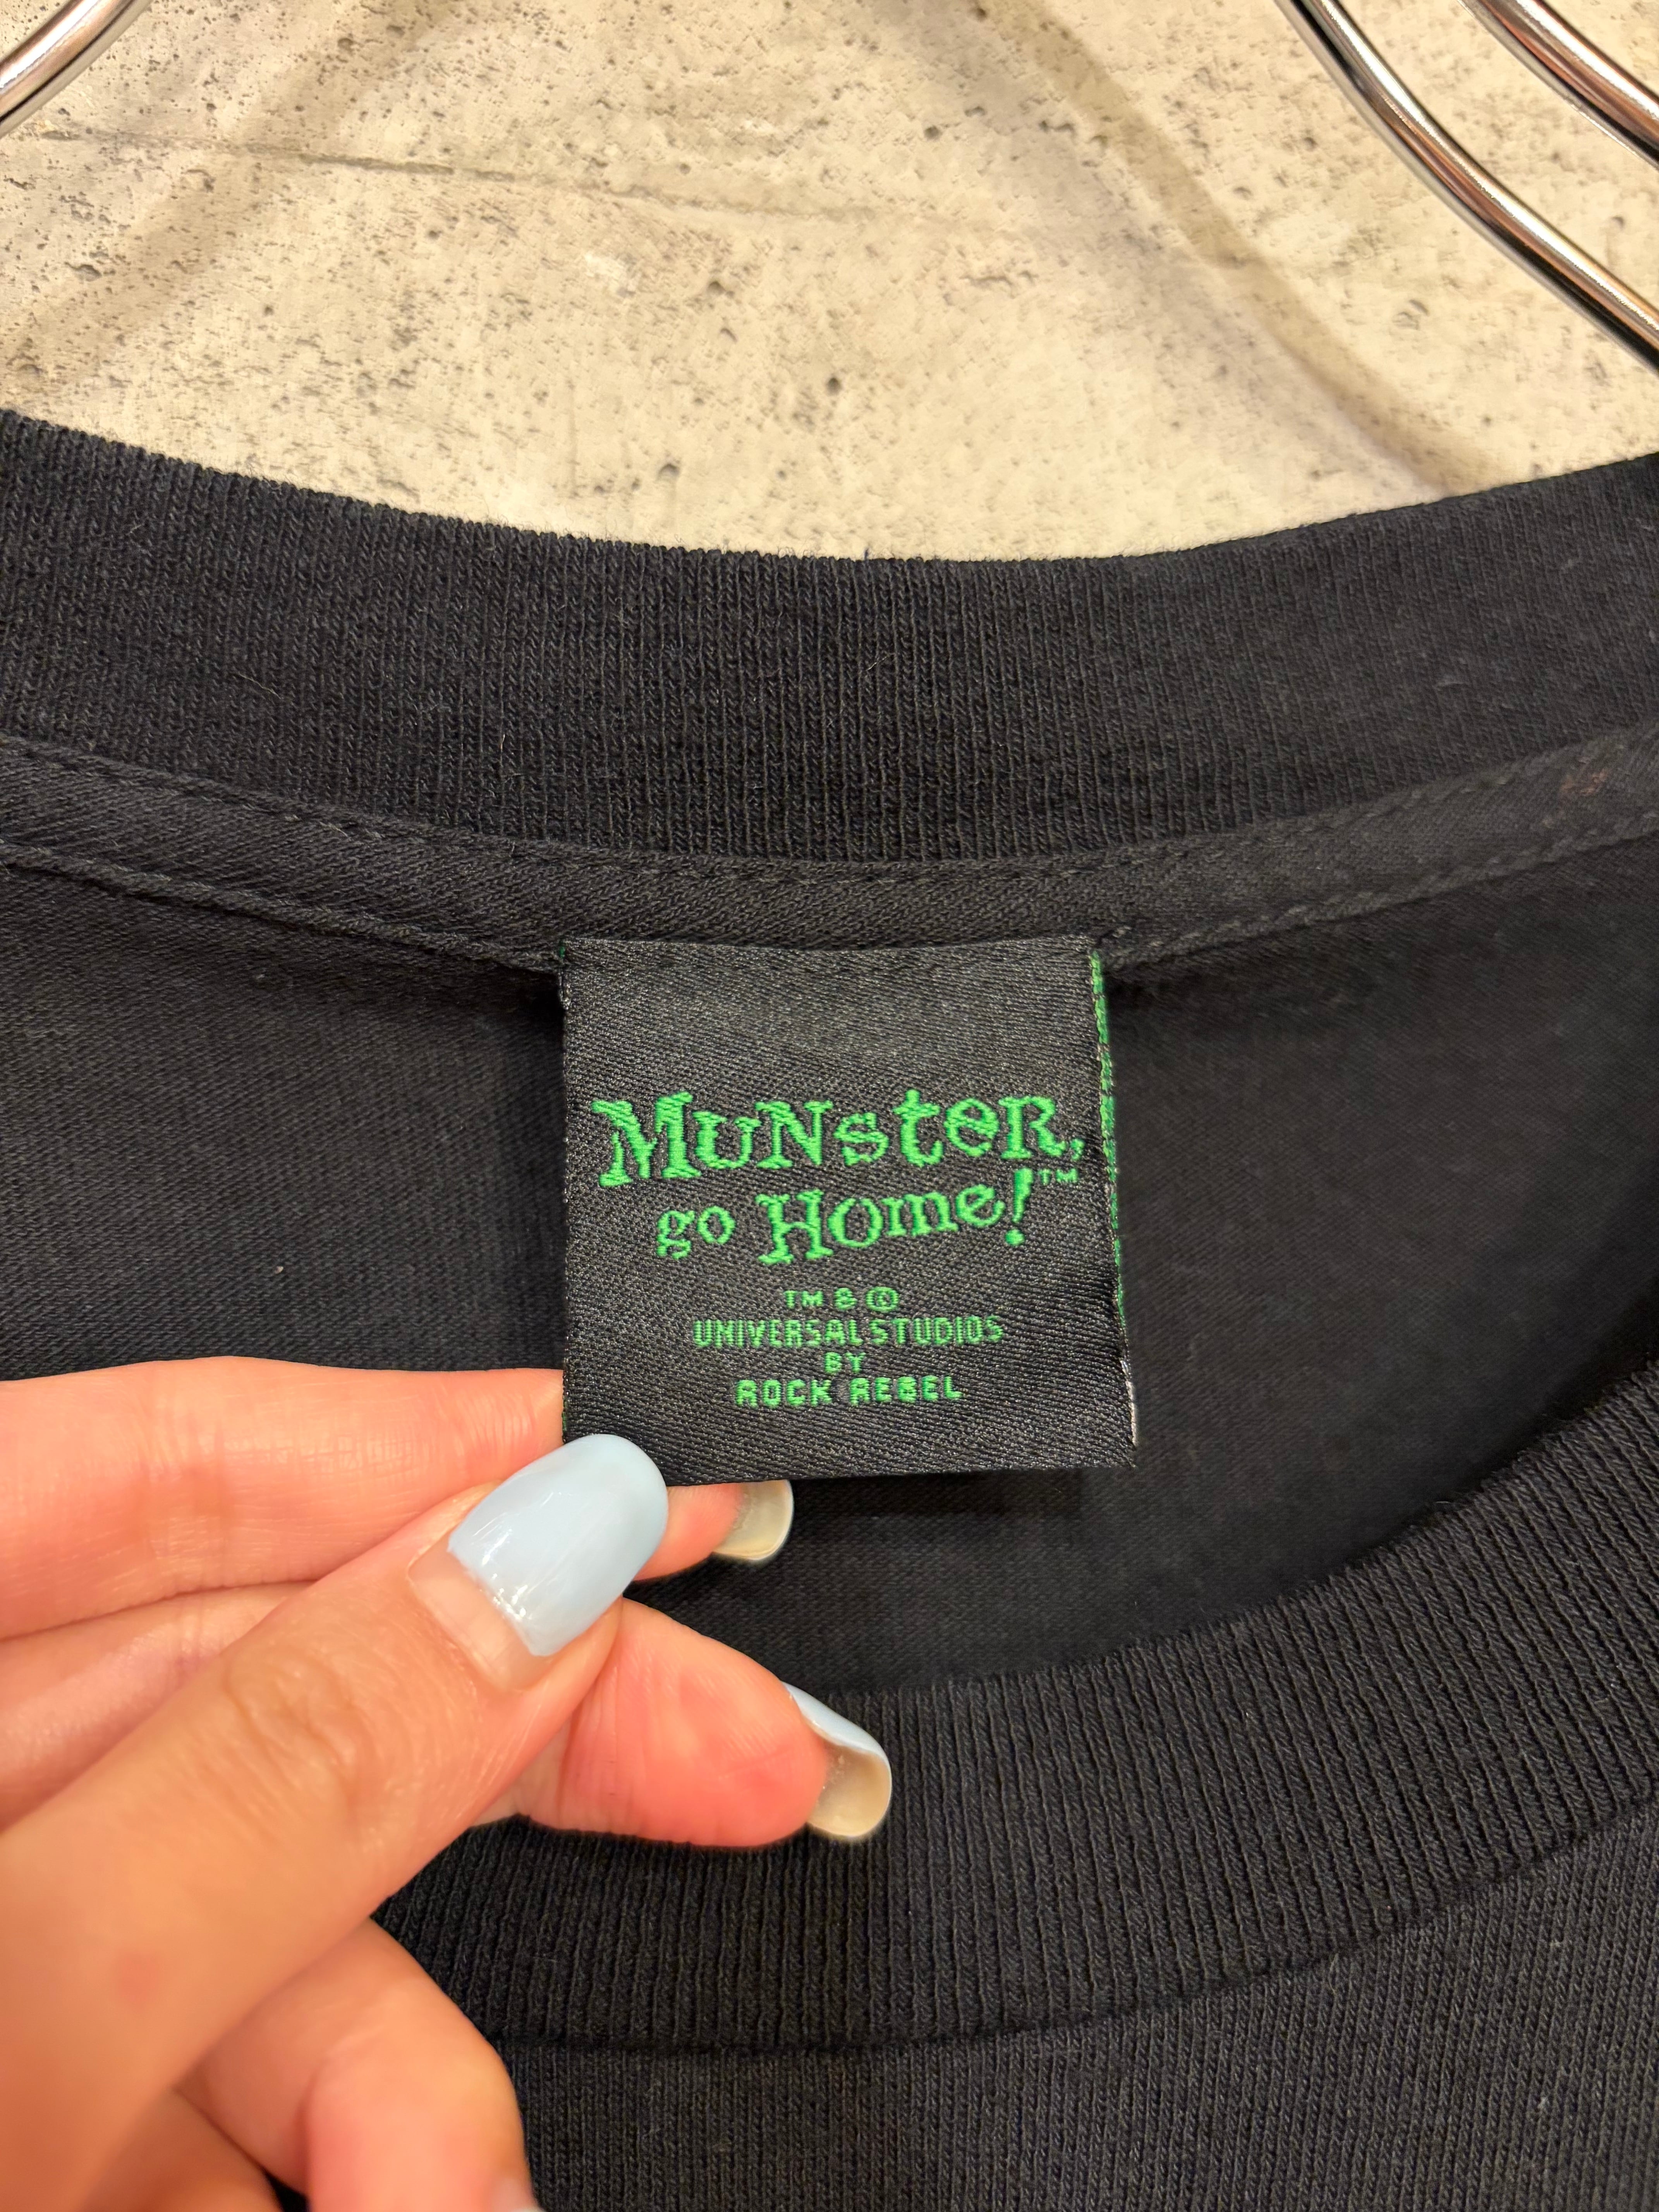 MUNsteR,
go Home!™
TM & ©
UNIVERSAL STUDIOS
BY
ROCK REBEL